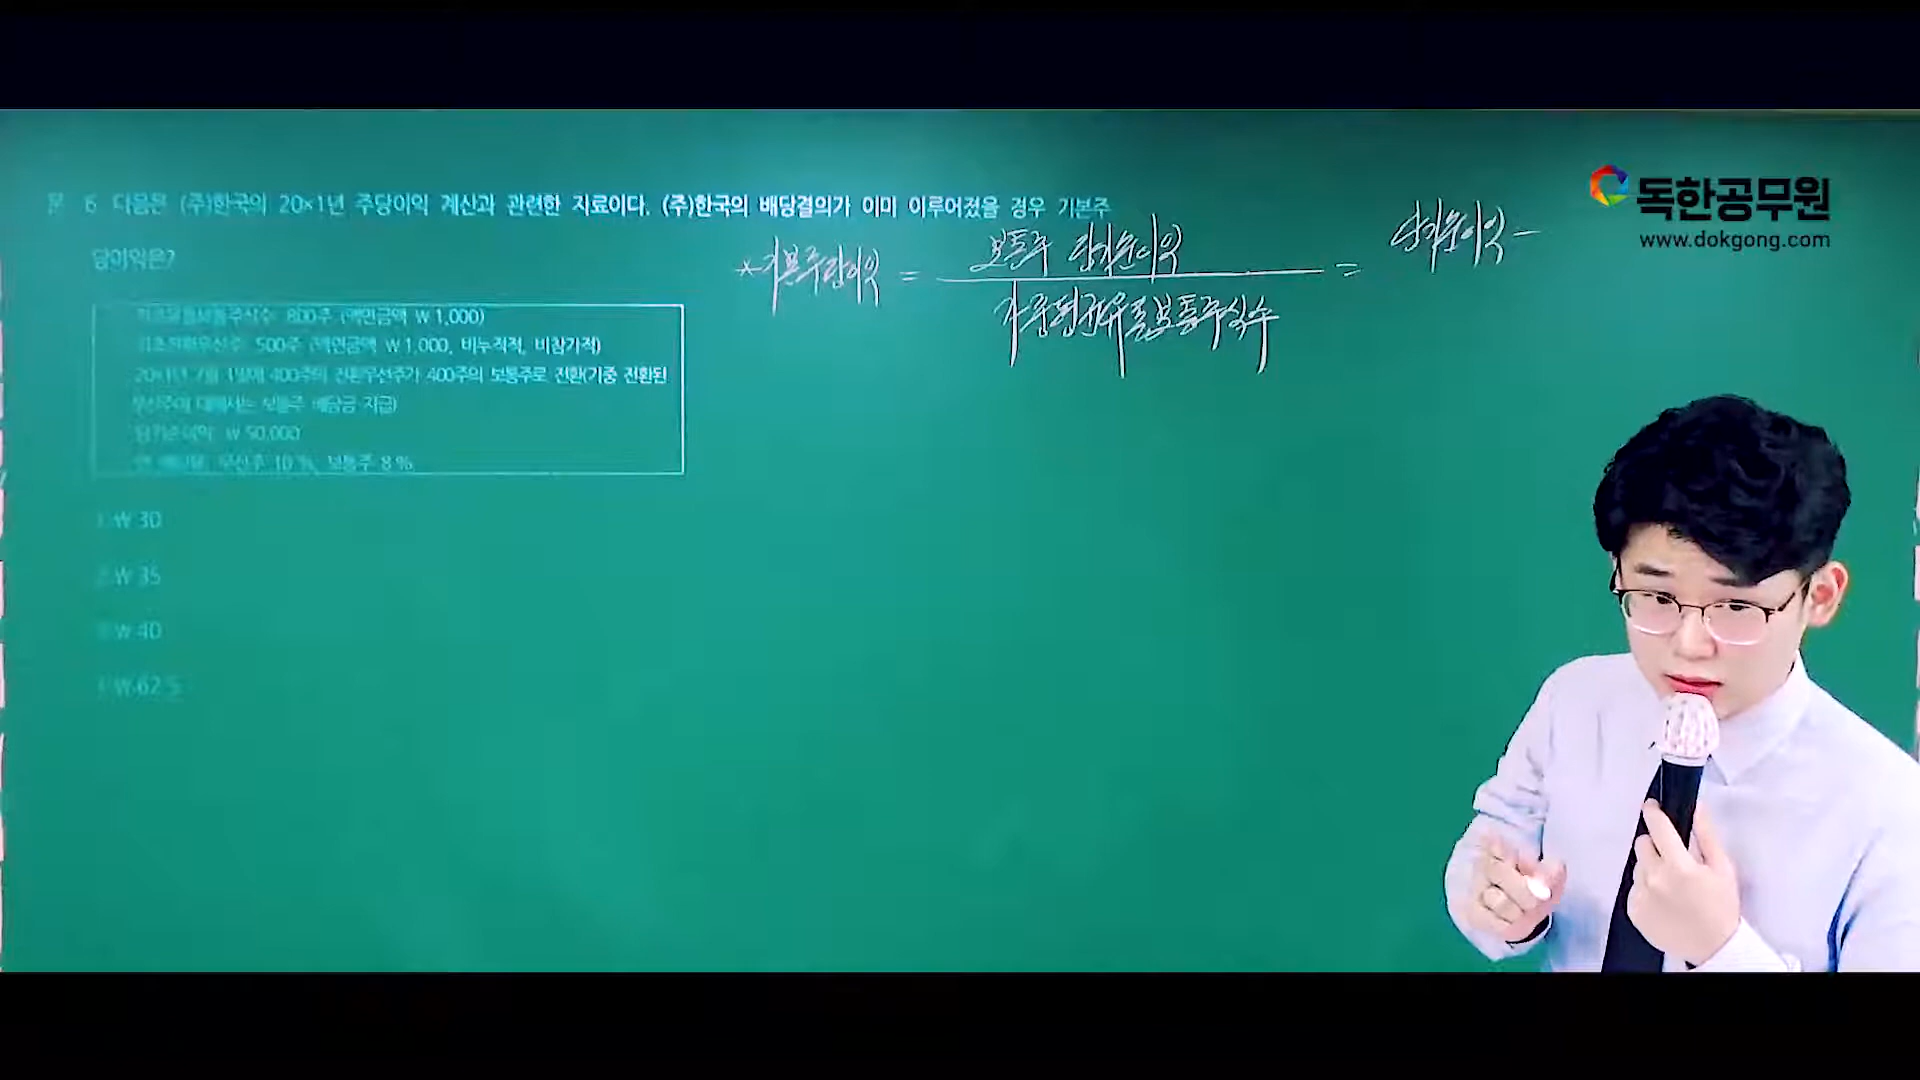 문 6 다음은 (주)한국의 20×1년 주당이익 계산과 관련한 자료이다. (주)한국의 배당결의가 이미 이루어졌을 경우 기본주
당이익은?
기초유통보통주식수 800주 (액면금액 ₩1,000)
기초전환우선주 500주 (액면금액 ₩1,000, 비누적적, 비참가적)
20×1년 7월 1일에 400주의 전환우선주가 400주의 보통주로 전환(기중 전환된
우선주에 대해서는 보통주 배당금 지급)
당기순이익 ₩50,000
연 배당률 우선주 10 %, 보통주 8 %
1 ₩ 30
2 ₩ 35
3 ₩ 40
4 ₩ 62.5
*기본주당이익 =
보통주 당기순이익
가중평균유통보통주식수
=
당기순이익 -
독한공무원
www.dokgong.com